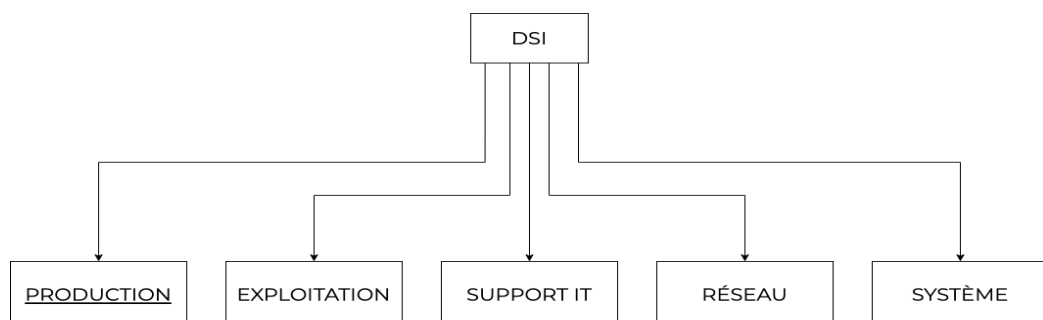 DSI
PRODUCTION
EXPLOITATION
SUPPORT IT
RÉSEAU
SYSTÈME